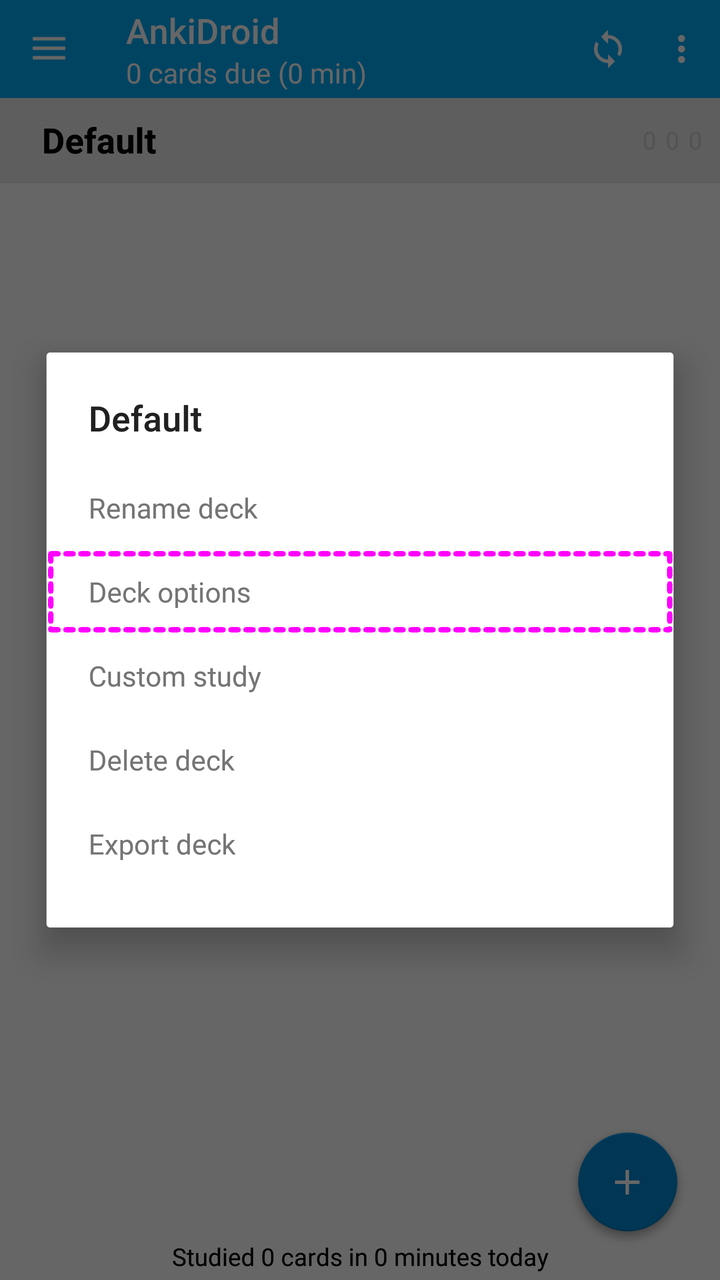 AnkiDroid
0 cards due (0 min)
Default
0 0 0
Default
Rename deck
Deck options
Custom study
Delete deck
Export deck
+
Studied 0 cards in 0 minutes today